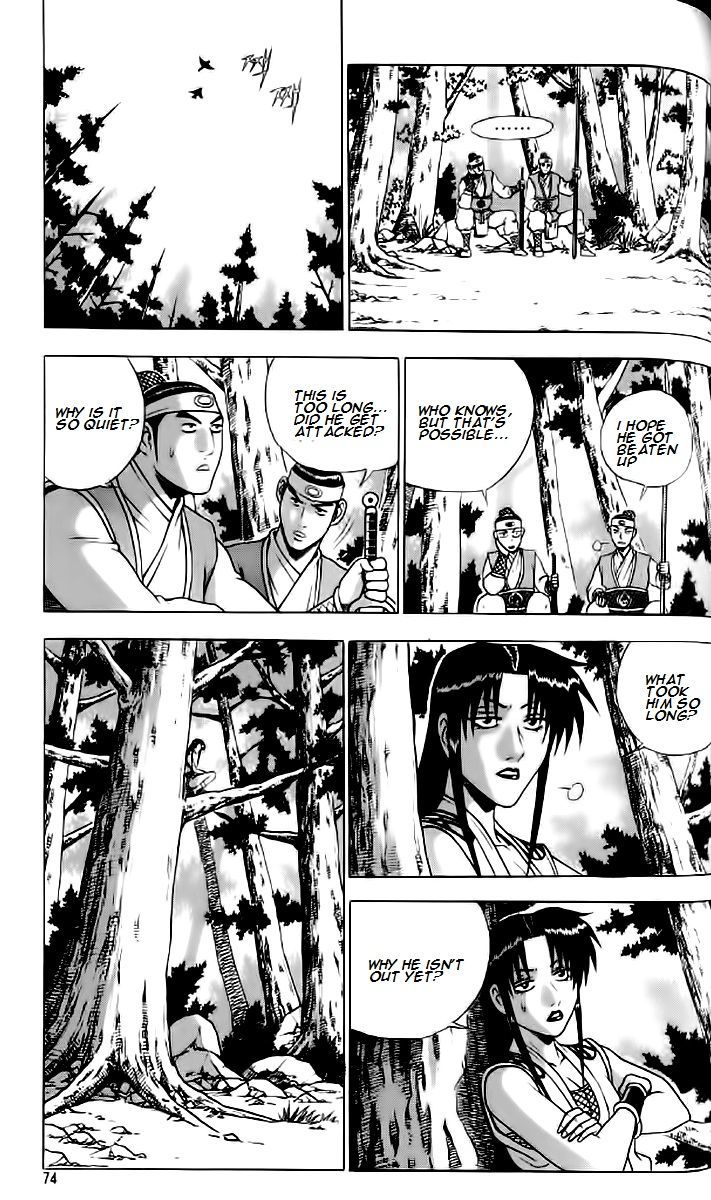 ......
WHY IS IT
SO QUIET?
THIS IS
TOO LONG...
DID HE GET
ATTACKED?
WHO KNOWS,
BUT THAT'S
POSSIBLE...
I HOPE
HE GOT
BEATEN
UP
WHAT
TOOK
HIM SO
LONG?
WHY HE ISN'T
OUT YET?
74